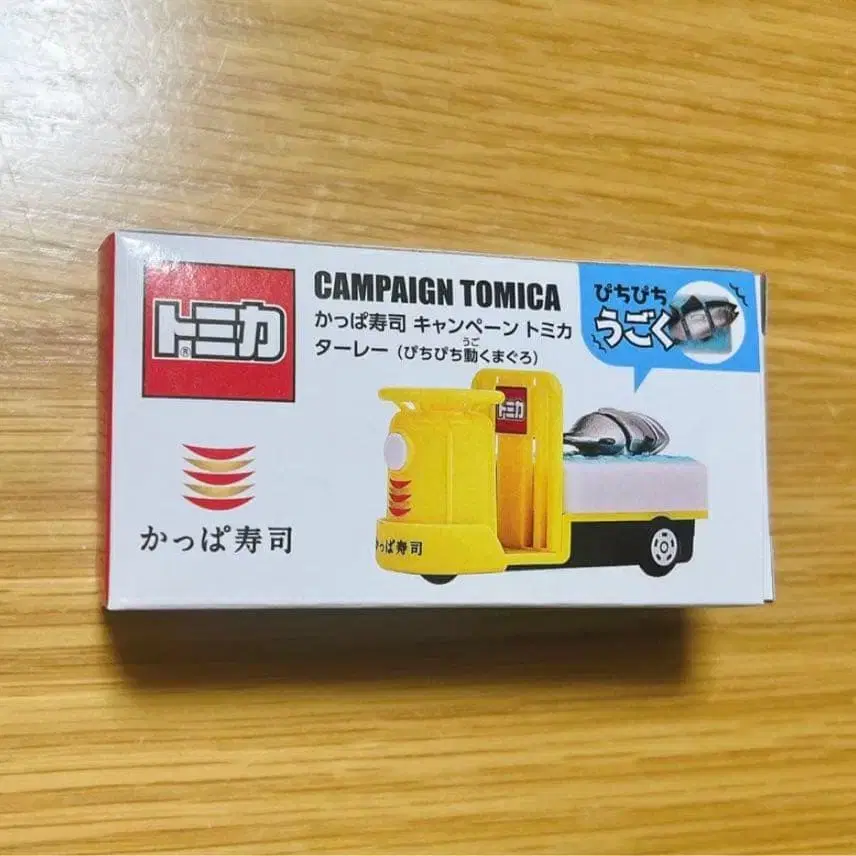 トミカ®
CAMPAIGN TOMICA
かっぱ寿司 キャンペーン トミカ
うご
ターレー（ぴちぴち動くまぐろ）
ぴちぴち
うごく
かっぱ寿司
トミカ
かっぱ寿司